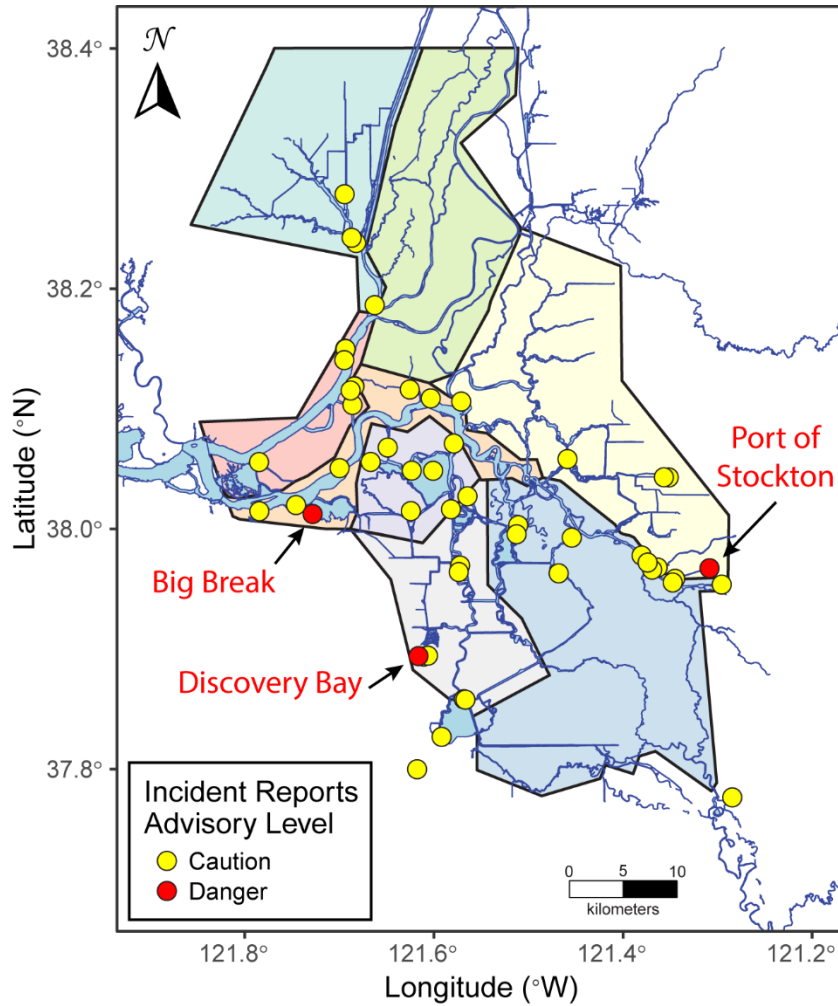 N
38.4°
38.2°
38.0°
37.8°
Latitude (°N)
Port of
Stockton
Big Break
Discovery Bay
Incident Reports
Advisory Level
Caution
Danger
0 5 10
kilometers
121.8° 121.6° 121.4° 121.2°
Longitude (°W)